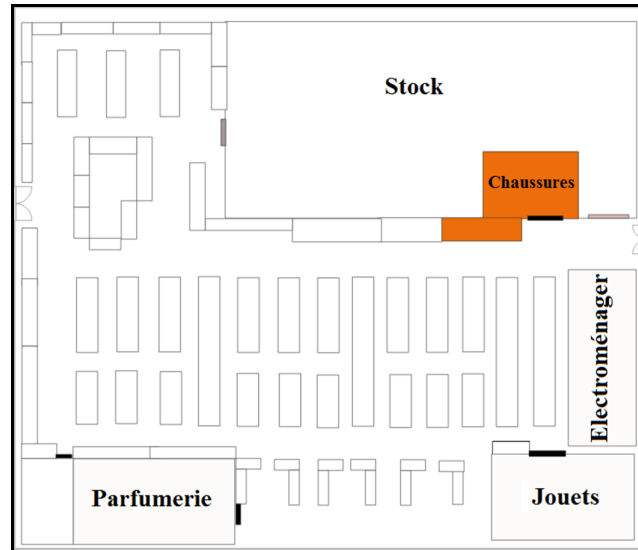 Stock
Chaussures
Electroménager
Parfumerie
Jouets